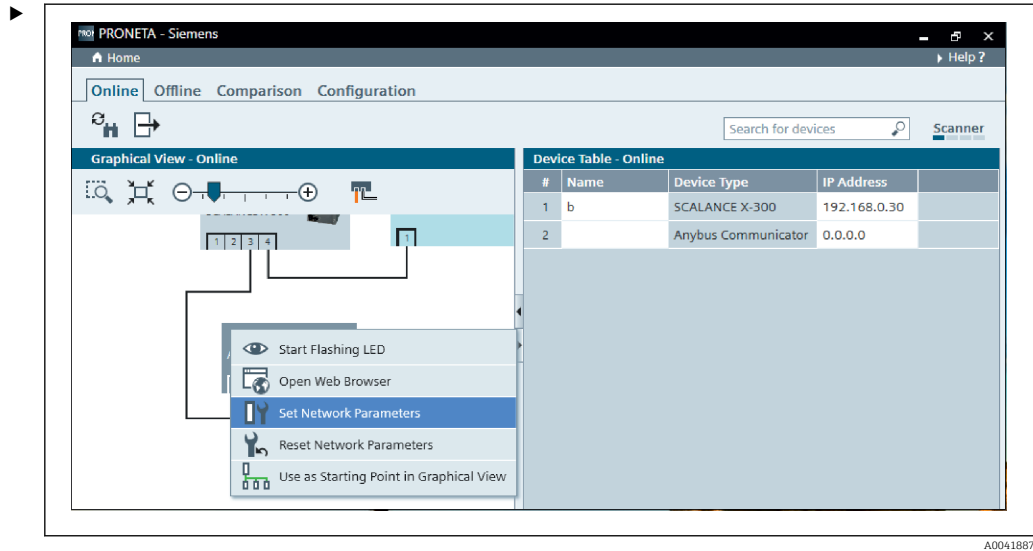 PRONETA - Siemens
Home
Help ?
Online Offline Comparison Configuration
Search for devices
Scanner
Graphical View - Online
Device Table - Online
# Name Device Type IP Address
1 b SCALANCE X-300 192.168.0.30
2 Anybus Communicator 0.0.0.0
1 2 3 4
1
Start Flashing LED
Open Web Browser
Set Network Parameters
Reset Network Parameters
Use as Starting Point in Graphical View
A0041887